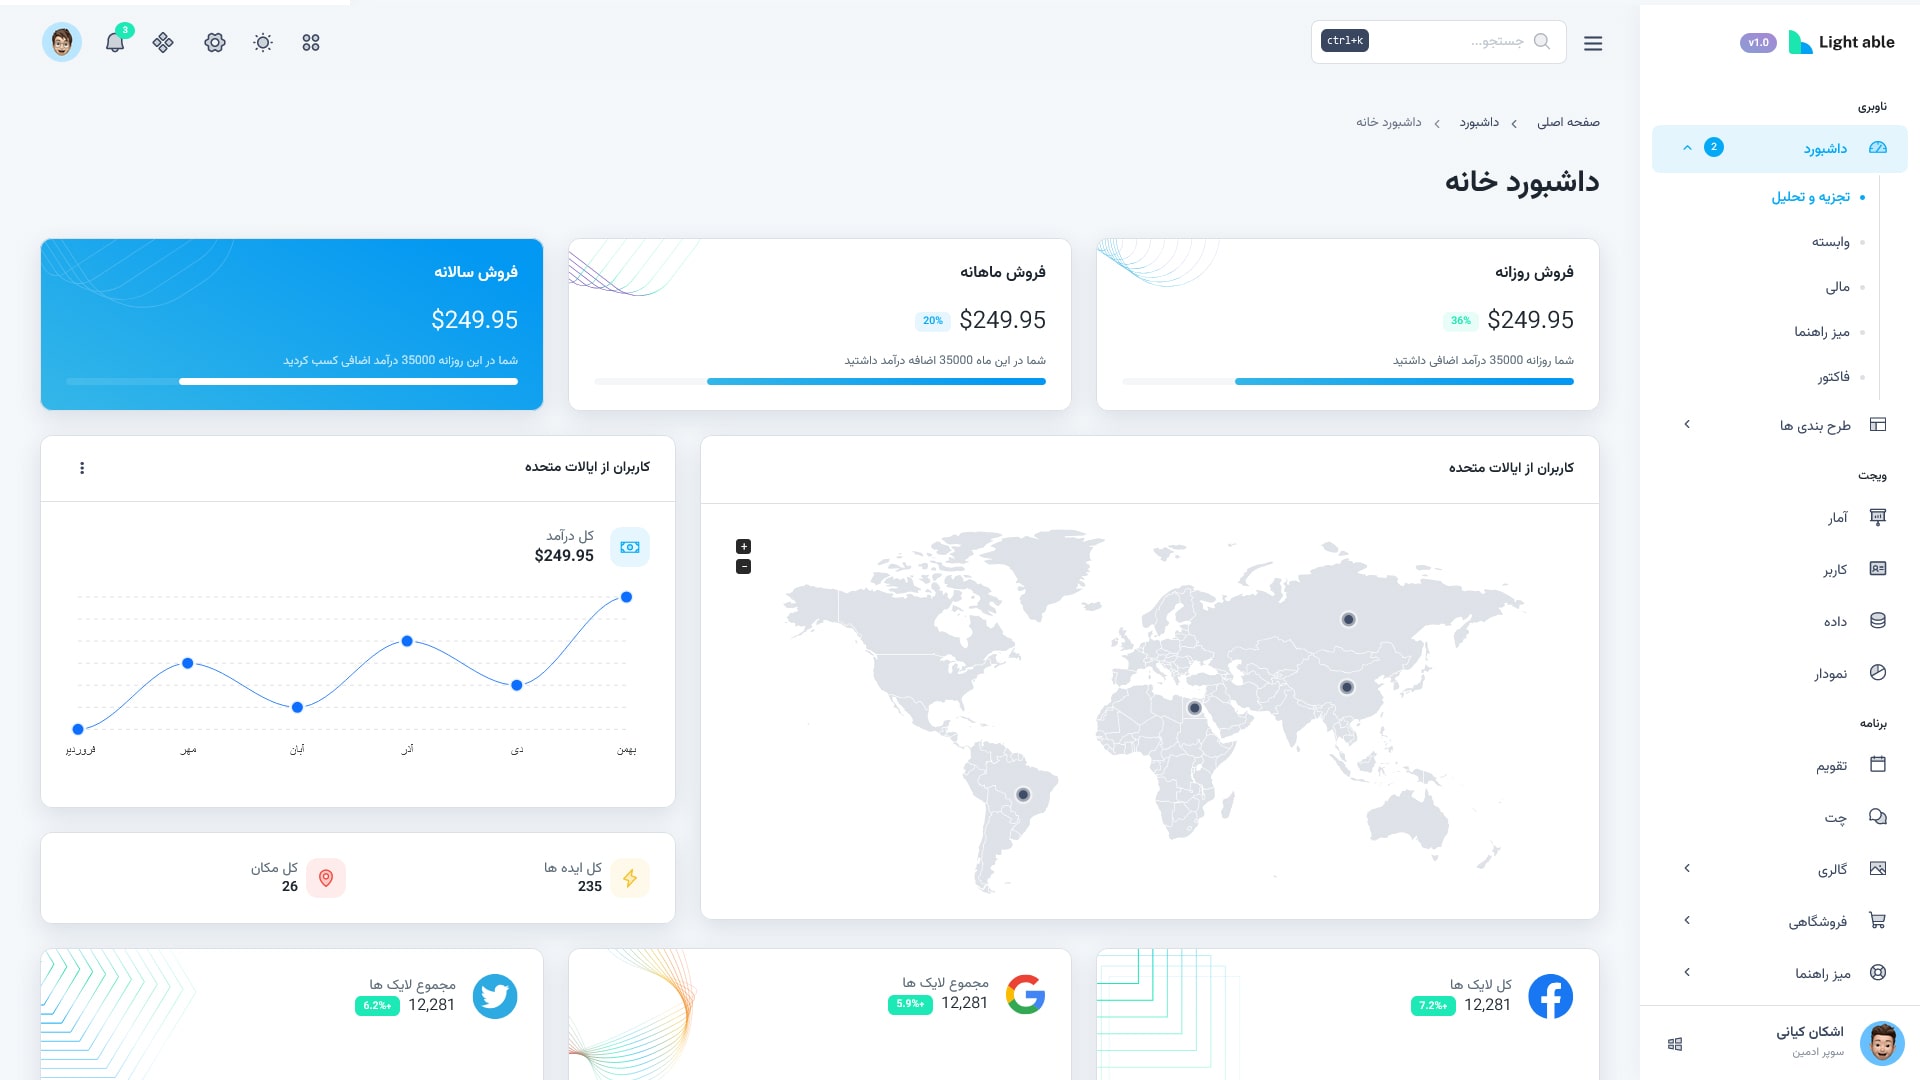 Light able
v1.0
ناوبری
داشبورد
2
تجزیه و تحلیل
وابسته
مالی
میز راهنما
فاکتور
طرح بندی ها
ویجت
آمار
کاربر
داده
نمودار
برنامه
تقویم
چت
گالری
فروشگاهی
میز راهنما
اشکان کیانی
سوپر ادمین
جستجو...
ctrl+k
3
صفحه اصلی
داشبورد
داشبورد خانه
داشبورد خانه
فروش روزانه
$249.95
36%
شما روزانه 35000 درآمد اضافی داشتید
فروش ماهانه
$249.95
20%
شما در این ماه 35000 اضافه درآمد داشتید
فروش سالانه
$249.95
شما در این روزانه 35000 درآمد اضافی کسب کردید
کاربران از ایالات متحده
+
−
کاربران از ایالات متحده
کل درآمد
$249.95
فروردین
مهر
آبان
آذر
دی
بهمن
کل ایده ها
235
کل مکان
26
کل لایک ها
12,281
7.2%+
مجموع لایک ها
12,281
5.9%+
مجموع لایک ها
12,281
6.2%+